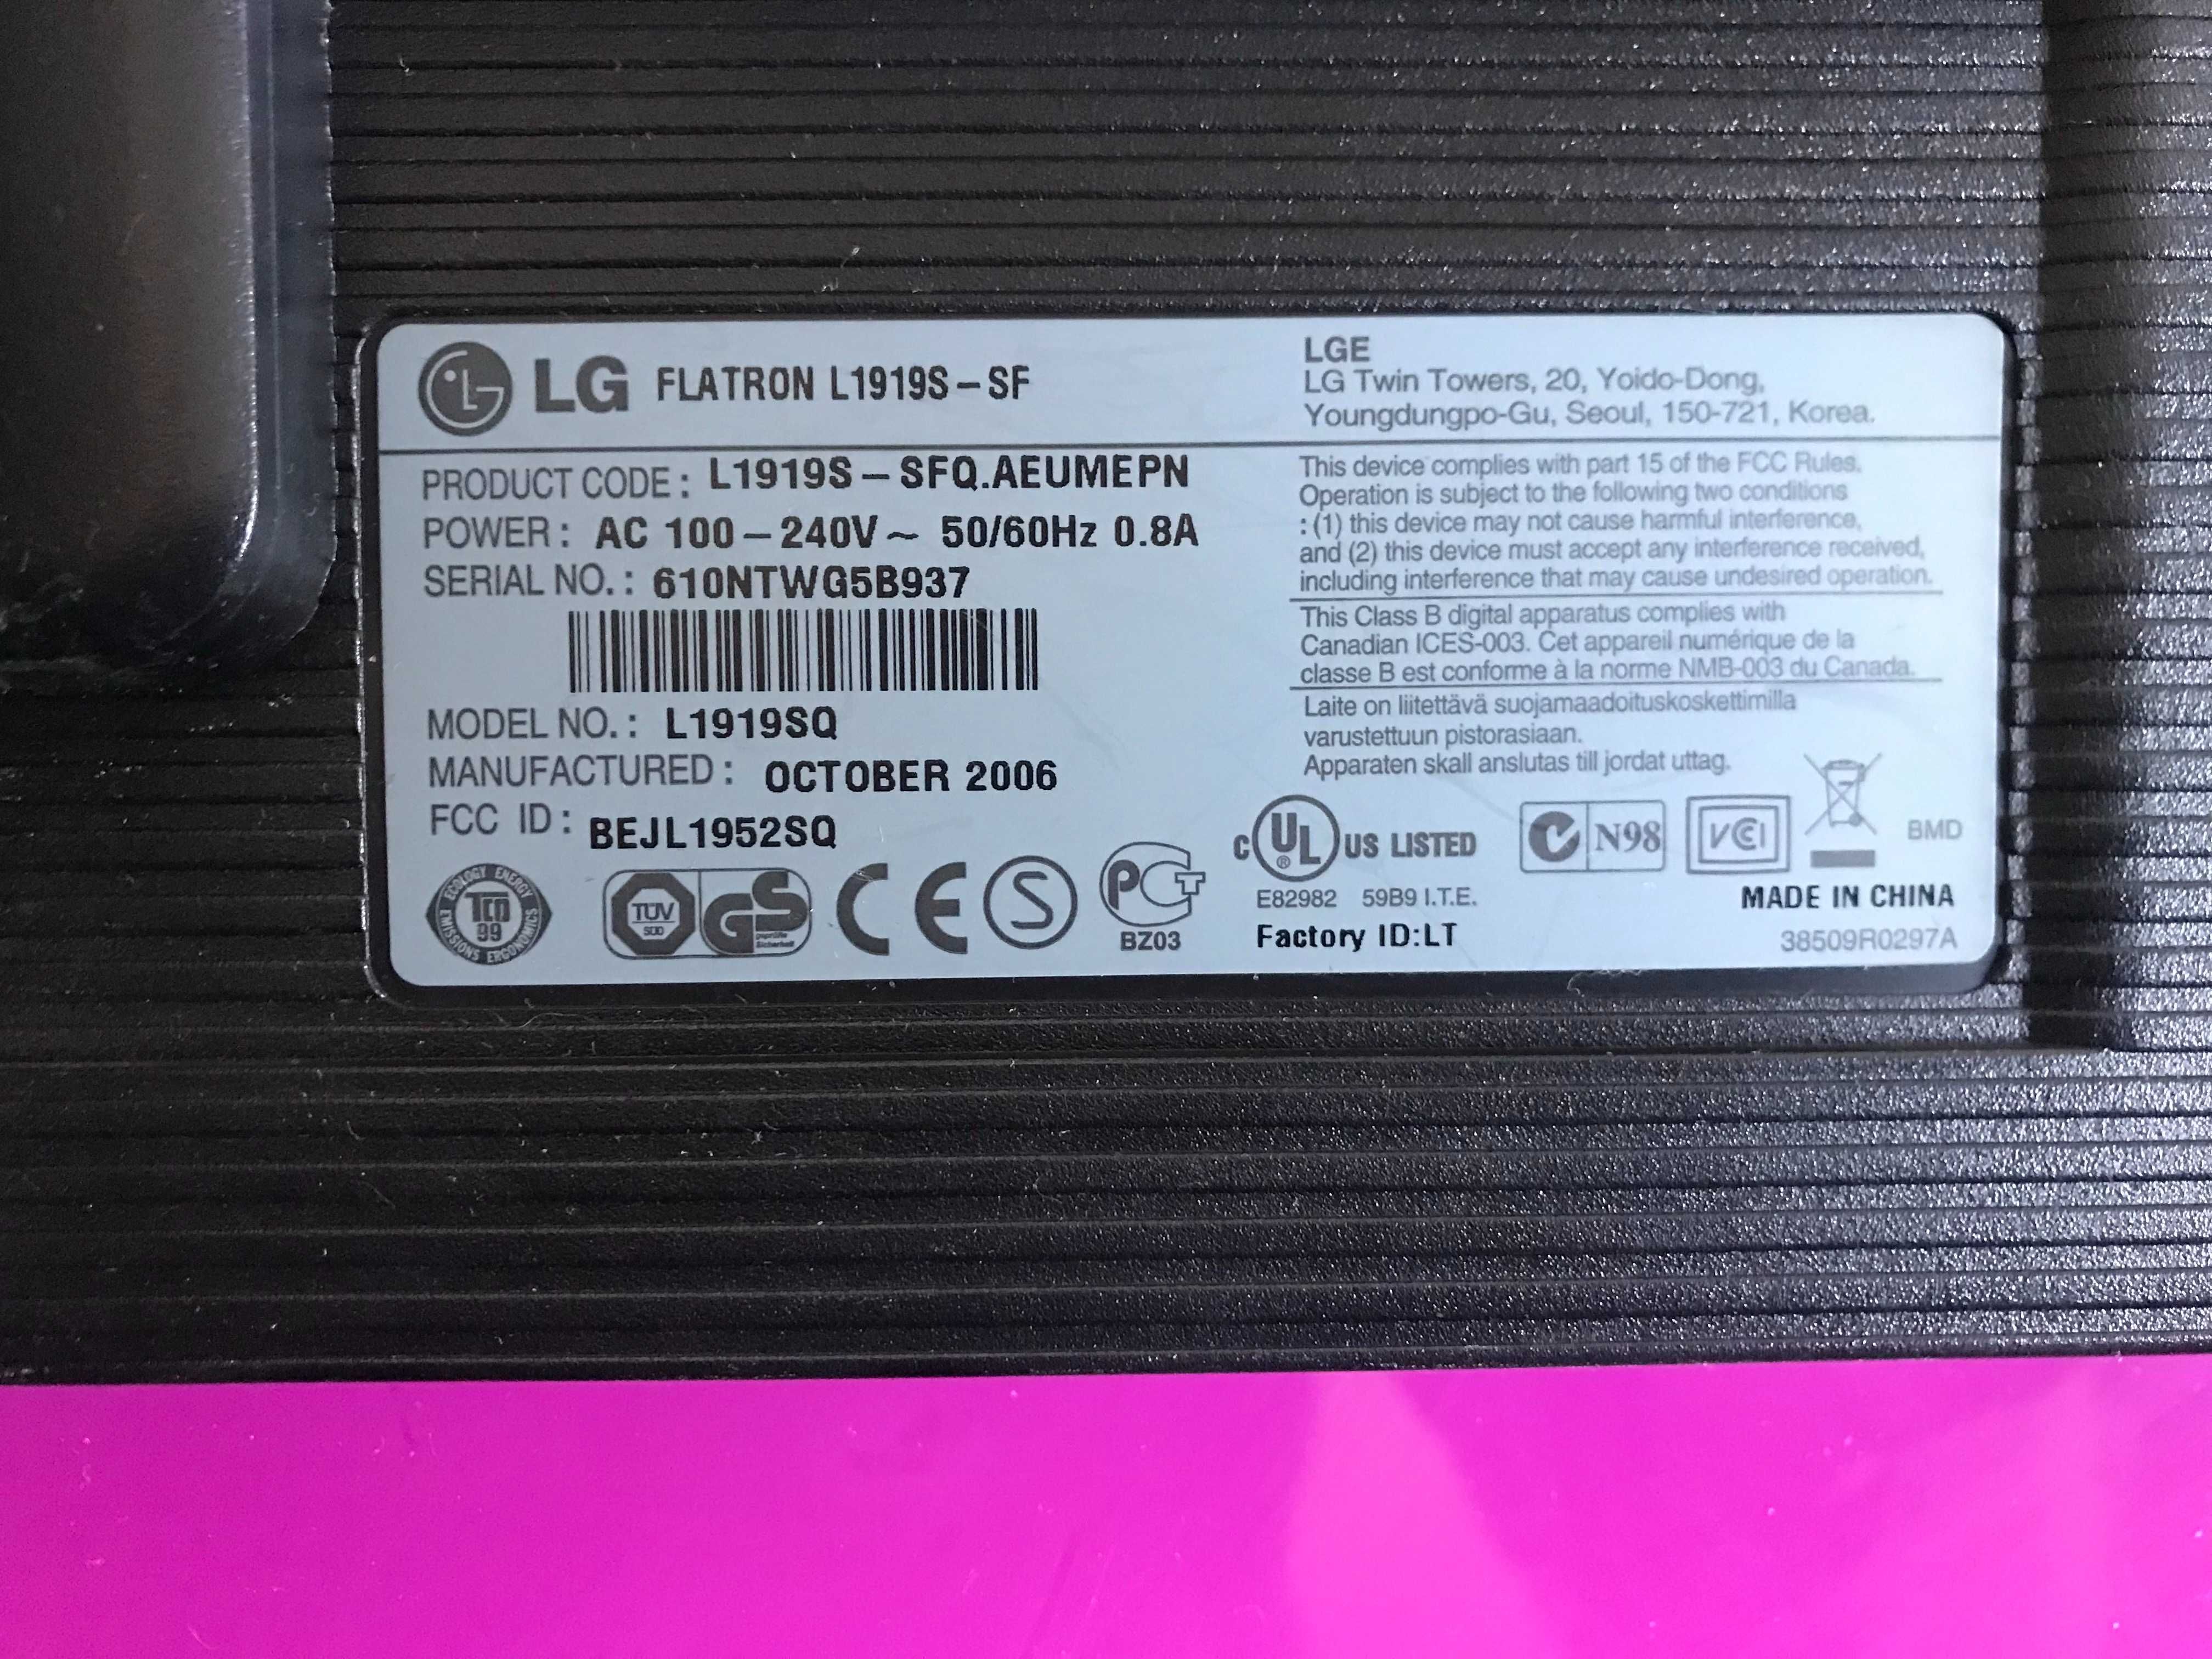 LG FLATRON L1919S-SF
LGE
LG Twin Towers, 20, Yoido-Dong,
Youngdungpo-Gu, Seoul, 150-721, Korea.
PRODUCT CODE: L1919S-SFQ.AEUMEPN
POWER: AC 100-240V~ 50/60Hz 0.8A
SERIAL NO.: 610NTWG5B937
MODEL NO.: L1919SQ
MANUFACTURED: OCTOBER 2006
FCC ID: BEJL1952SQ
This device complies with part 15 of the FCC Rules.
Operation is subject to the following two conditions
: (1) this device may not cause harmful interference,
and (2) this device must accept any interference received,
including interference that may cause undesired operation.
This Class B digital apparatus complies with
Canadian ICES-003. Cet appareil numérique de la
classe B est conforme à la norme NMB-003 du Canada.
Laite on liitettävä suojamaadoituskoskettimilla
varustettuun pistorasiaan.
Apparaten skall anslutas till jordat uttag.
ECOLOGY ENERGY
TCO
99
EMISSIONS ERGONOMICS
TÜV
SÜD
GS
geprüfte
Sicherheit
CE
S
PCT
BZ03
C UL ® US LISTED
E82982 59B9 I.T.E.
Factory ID:LT
N98
VCCI
BMD
MADE IN CHINA
38509R0297A